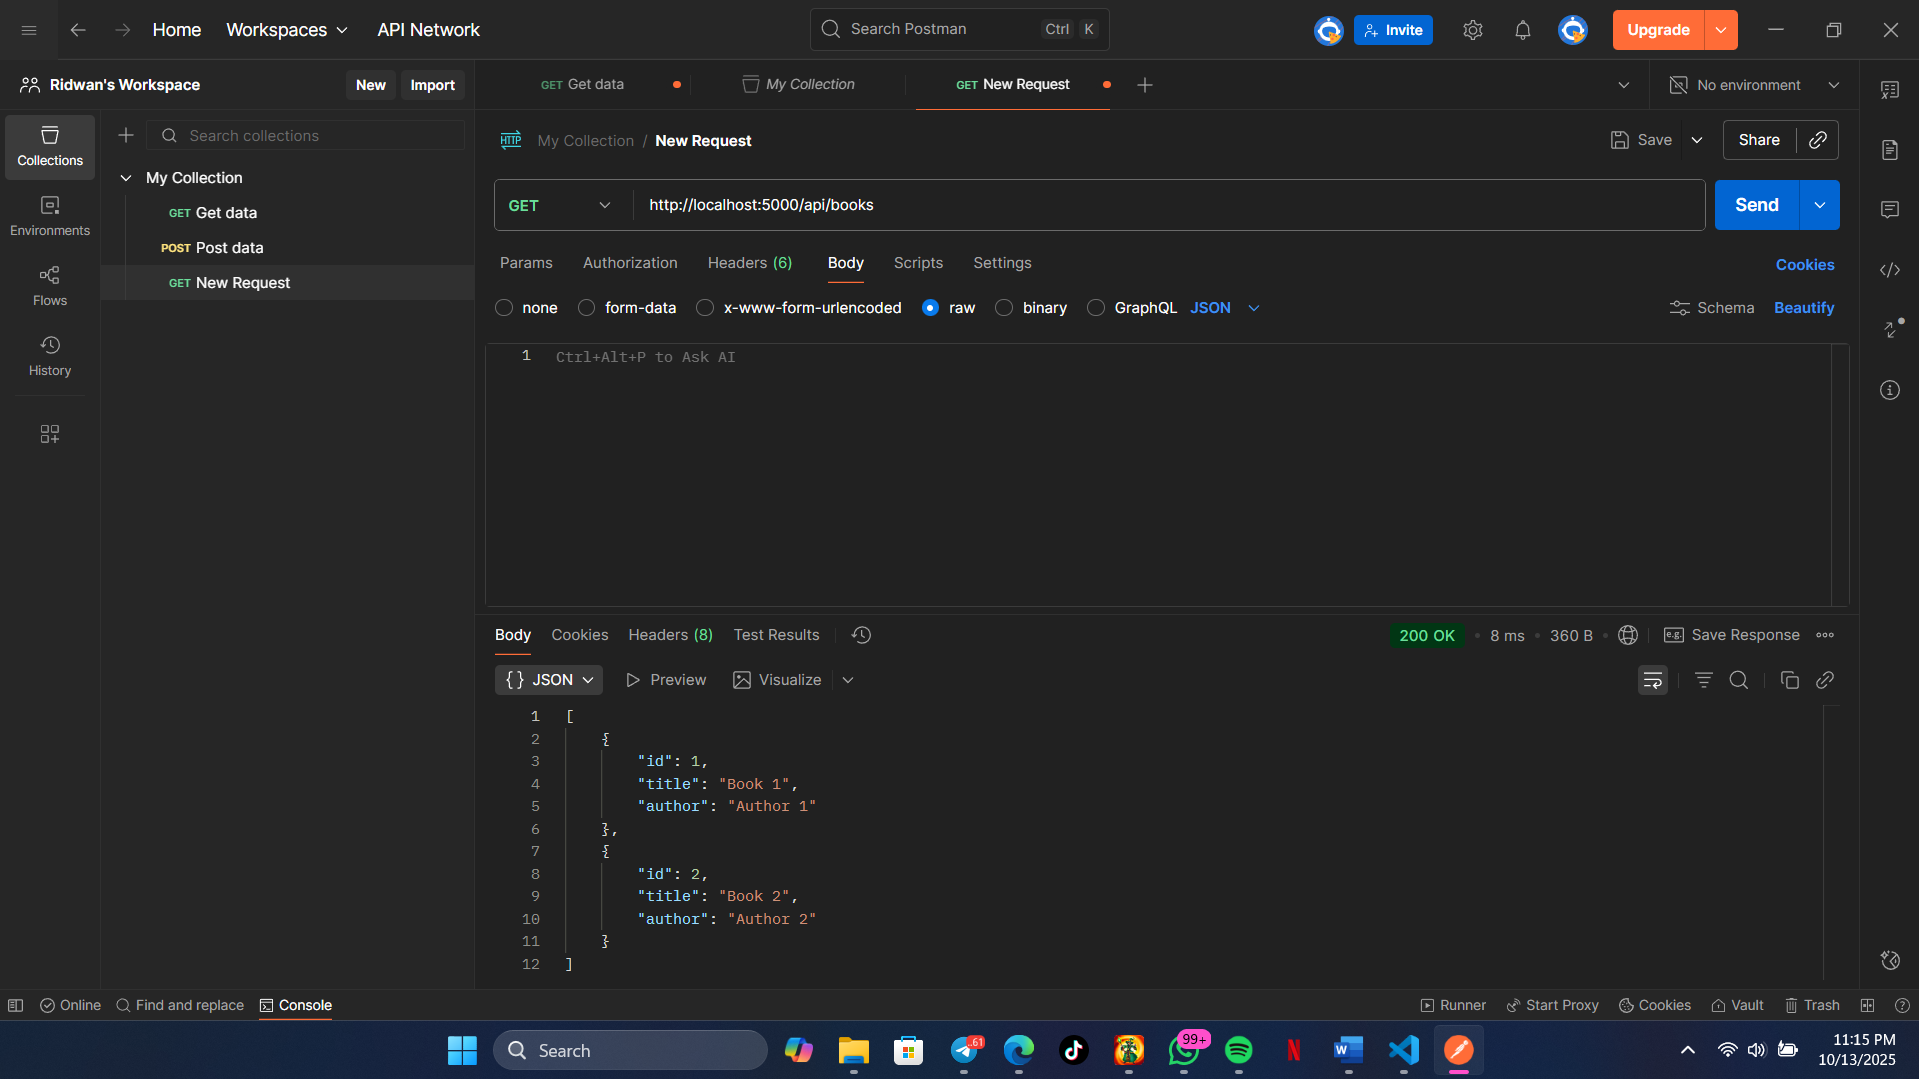 Home Workspaces API Network Search Postman Ctrl K Invite Upgrade
Ridwan's Workspace New Import GET Get data My Collection GET New Request No environment
Search collections
Collections
Environments
Flows
History
My Collection
GET Get data
POST Post data
GET New Request
HTTP My Collection / New Request Save Share
GET http://localhost:5000/api/books Send
Params Authorization Headers (6) Body Scripts Settings Cookies
none form-data x-www-form-urlencoded raw binary GraphQL JSON Schema Beautify
1 Ctrl+Alt+P to Ask AI
Body Cookies Headers (8) Test Results 200 OK • 8 ms • 360 B • e.g. Save Response
{} JSON Preview Visualize
1 [
2 {
3 "id": 1,
4 "title": "Book 1",
5 "author": "Author 1"
6 },
7 {
8 "id": 2,
9 "title": "Book 2",
10 "author": "Author 2"
11 }
12 ]
Online Find and replace Console Runner Start Proxy Cookies Vault Trash
Search ..61 99+ N W 11:15 PM
10/13/2025